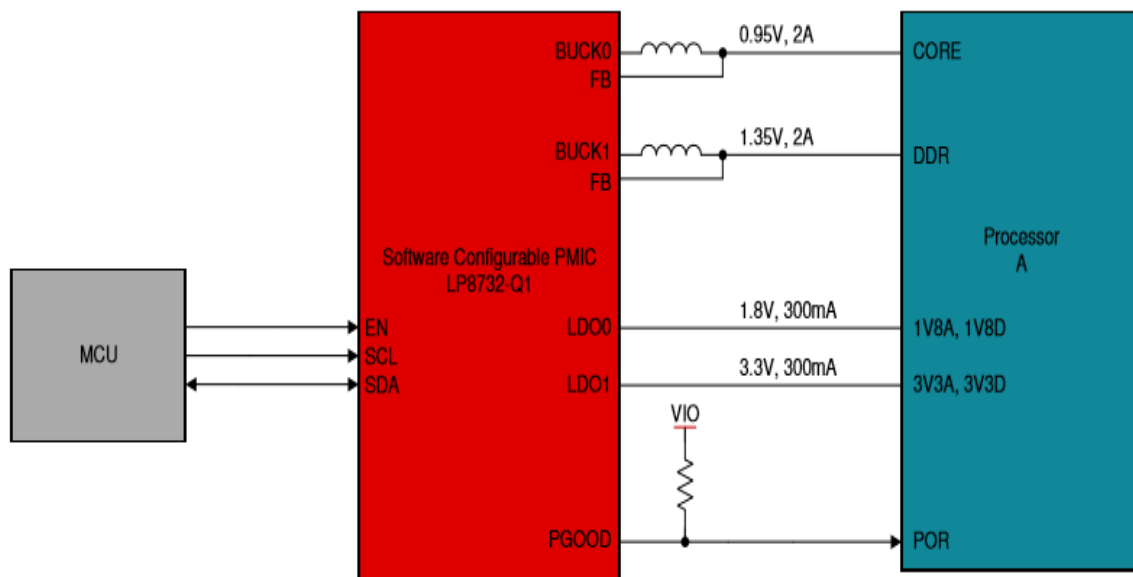 BUCK0
0.95V, 2A
CORE
FB
BUCK1
1.35V, 2A
DDR
FB
Software Configurable PMIC
LP8732-Q1
Processor
A
MCU
EN
LDO0
1.8V, 300mA
1V8A, 1V8D
SCL
SDA
LDO1
3.3V, 300mA
3V3A, 3V3D
VIO
PGOOD
POR